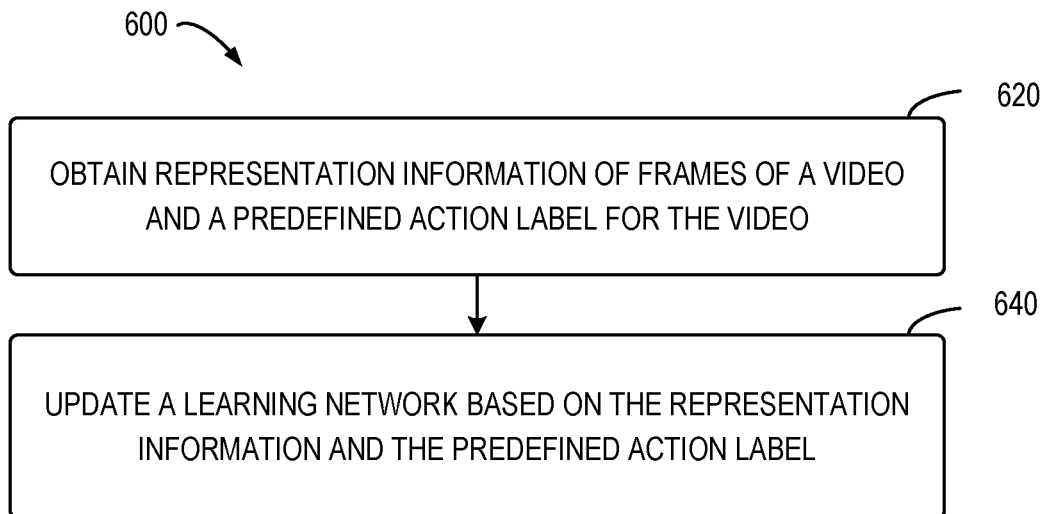 600
620
OBTAIN REPRESENTATION INFORMATION OF FRAMES OF A VIDEO
AND A PREDEFINED ACTION LABEL FOR THE VIDEO
640
UPDATE A LEARNING NETWORK BASED ON THE REPRESENTATION
INFORMATION AND THE PREDEFINED ACTION LABEL